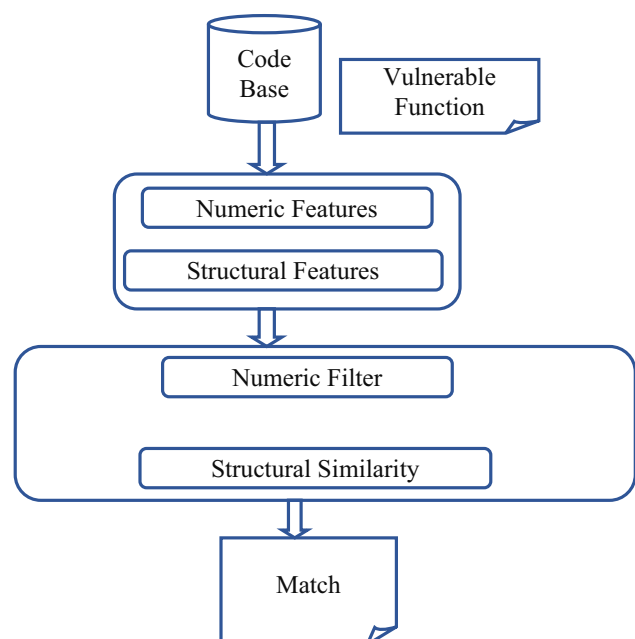 Code
Base
Vulnerable
Function
Numeric Features
Structural Features
Numeric Filter
Structural Similarity
Match